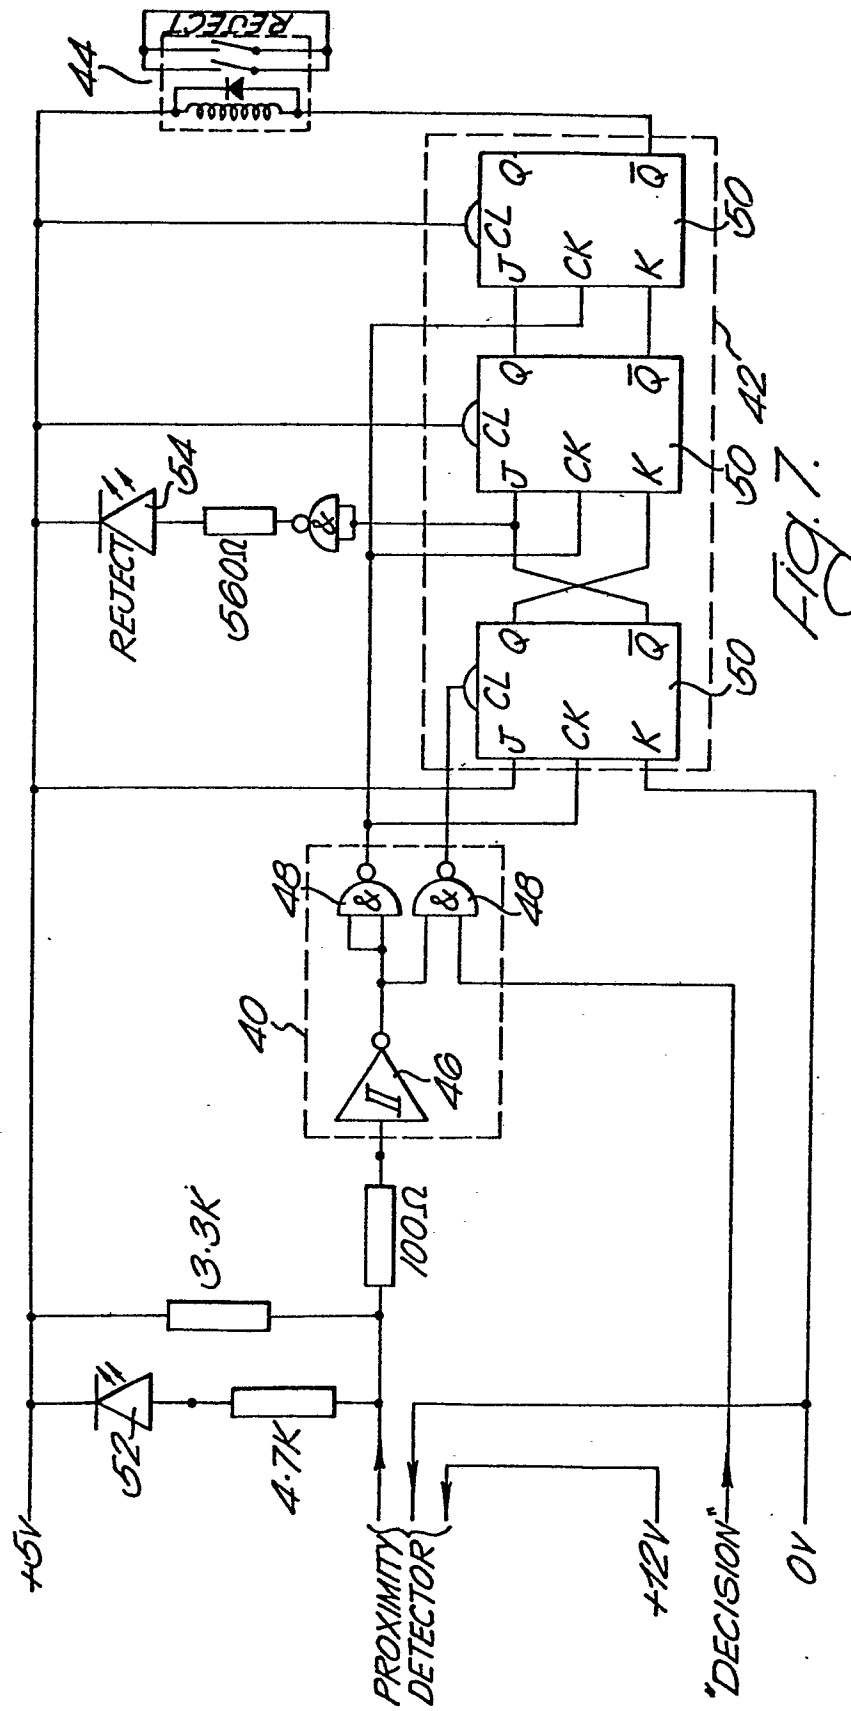 +5V
52
4.7K
3.3K
PROXIMITY
DETECTOR
+12V
"DECISION"
0V
100Ω
40
46
48
&
48
&
REJECT
54
560Ω
&
J
CL
Q
CK
K
Q̅
50
J
CL
Q
CK
K
Q̅
50
J
CL
Q
CK
K
Q̅
50
42
44
REJECT
Fig. 7.